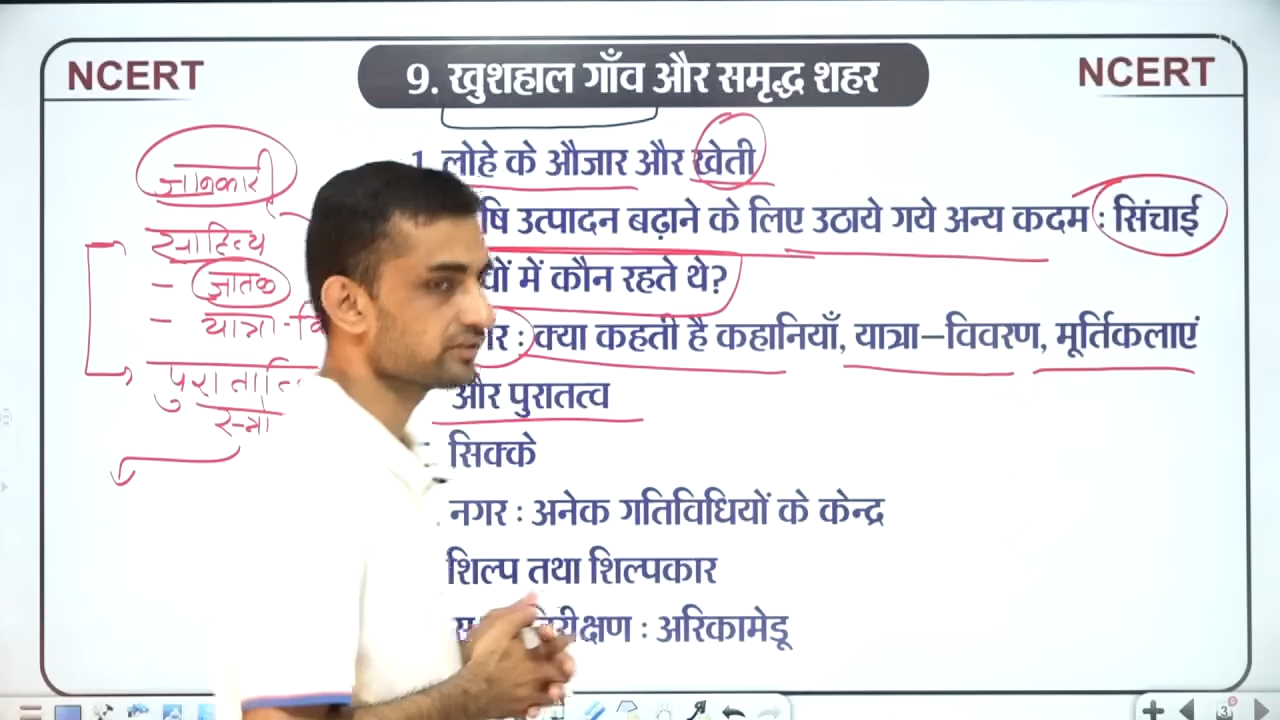 NCERT
9. खुशहाल गाँव और समृद्ध शहर
NCERT
1. लोहे के औजार और खेती
उत्पादन बढ़ाने के लिए उठाये गये अन्य कदम : सिंचाई
में कौन रहते थे?
: क्या कहती है कहानियाँ, यात्रा–विवरण, मूर्तिकलाएं
और पुरातत्व
सिक्के
नगर : अनेक गतिविधियों के केन्द्र
शिल्प तथा शिल्पकार
: अरिकामेडू
जानकारी
साहित्य
- जातक
- यात्रा-